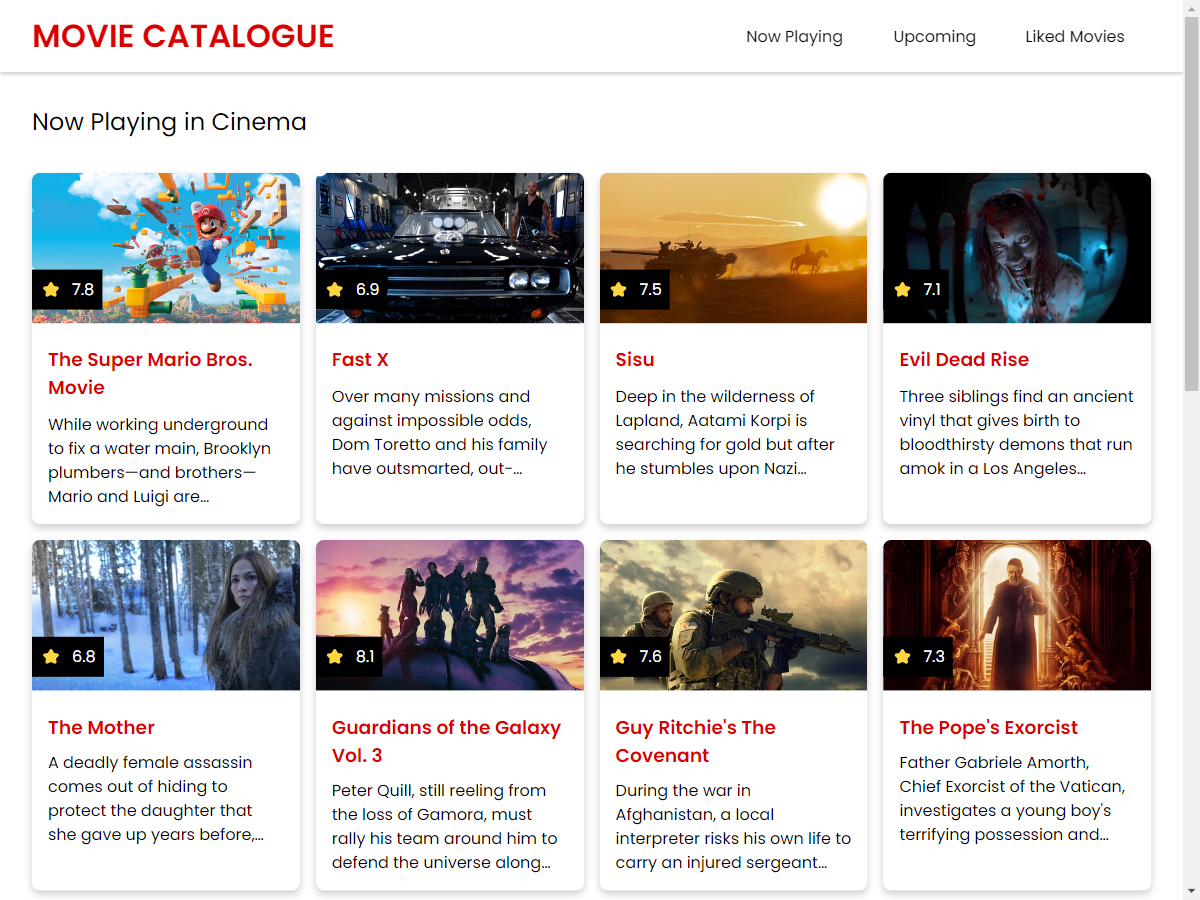 MOVIE CATALOGUE
Now Playing
Upcoming
Liked Movies
Now Playing in Cinema
7.8
The Super Mario Bros.
Movie
While working underground
to fix a water main, Brooklyn
plumbers—and brothers—
Mario and Luigi are...
6.9
Fast X
Over many missions and
against impossible odds,
Dom Toretto and his family
have outsmarted, out-...
7.5
Sisu
Deep in the wilderness of
Lapland, Aatami Korpi is
searching for gold but after
he stumbles upon Nazi...
7.1
Evil Dead Rise
Three siblings find an ancient
vinyl that gives birth to
bloodthirsty demons that run
amok in a Los Angeles...
6.8
The Mother
A deadly female assassin
comes out of hiding to
protect the daughter that
she gave up years before,...
8.1
Guardians of the Galaxy
Vol. 3
Peter Quill, still reeling from
the loss of Gamora, must
rally his team around him to
defend the universe along...
7.6
Guy Ritchie's The
Covenant
During the war in
Afghanistan, a local
interpreter risks his own life to
carry an injured sergeant...
7.3
The Pope's Exorcist
Father Gabriele Amorth,
Chief Exorcist of the Vatican,
investigates a young boy's
terrifying possession and...